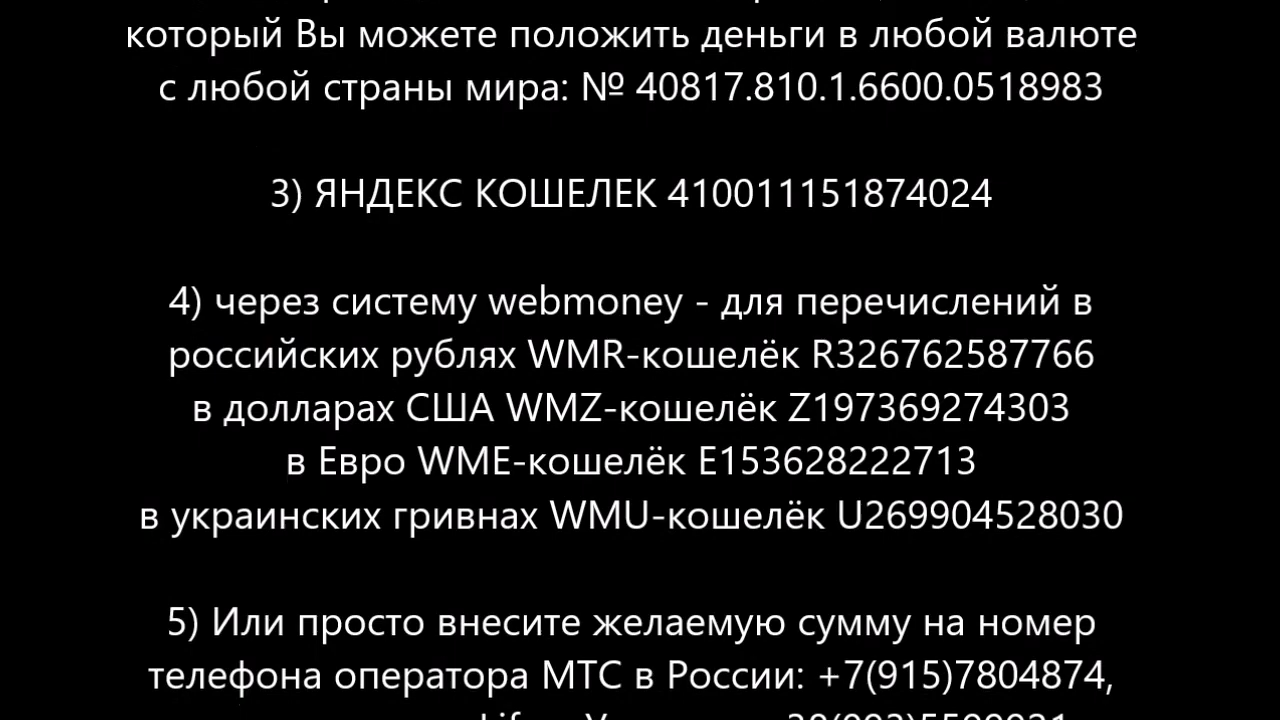 который Вы можете положить деньги в любой валюте
с любой страны мира: № 40817.810.1.6600.0518983
3) ЯНДЕКС КОШЕЛЕК 410011151874024
4) через систему webmoney - для перечислений в
российских рублях WMR-кошелёк R326762587766
в долларах США WMZ-кошелёк Z197369274303
в Евро WME-кошелёк E153628222713
в украинских гривнах WMU-кошелёк U269904528030
5) Или просто внесите желаемую сумму на номер
телефона оператора МТС в России: +7(915)7804874,